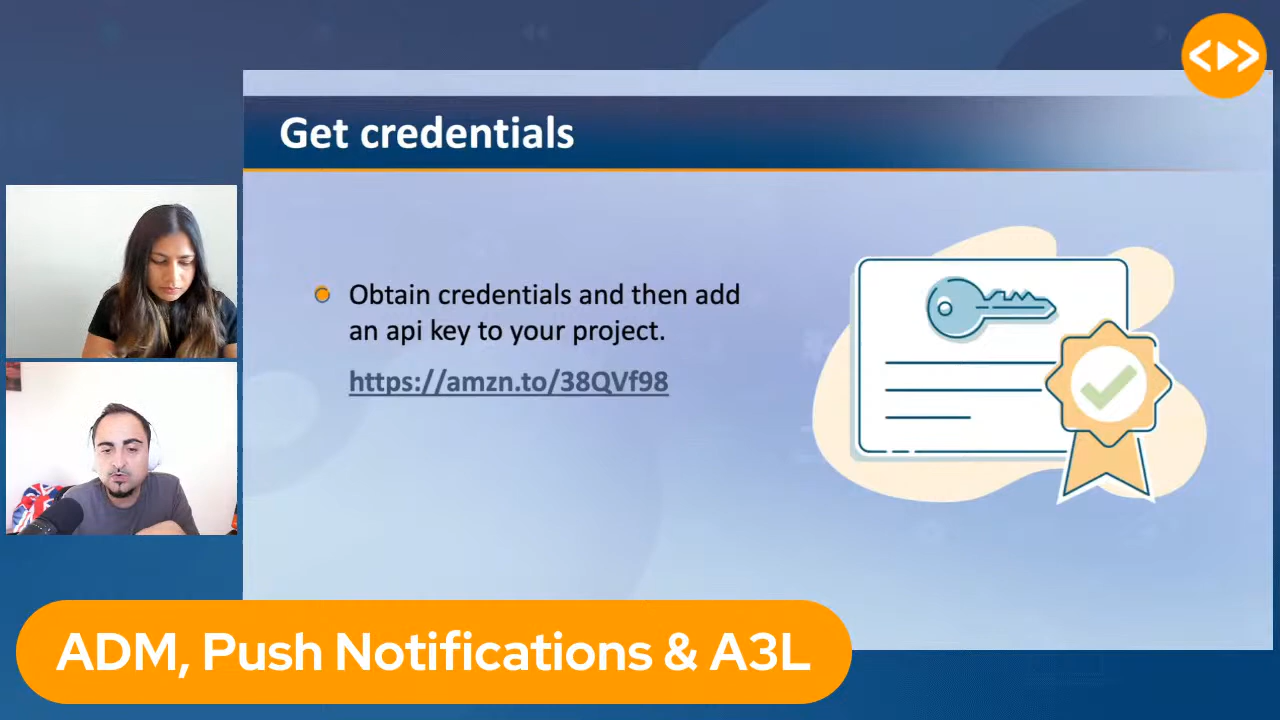 Get credentials
Obtain credentials and then add
an api key to your project.
https://amzn.to/38QVf98
ADM, Push Notifications & A3L